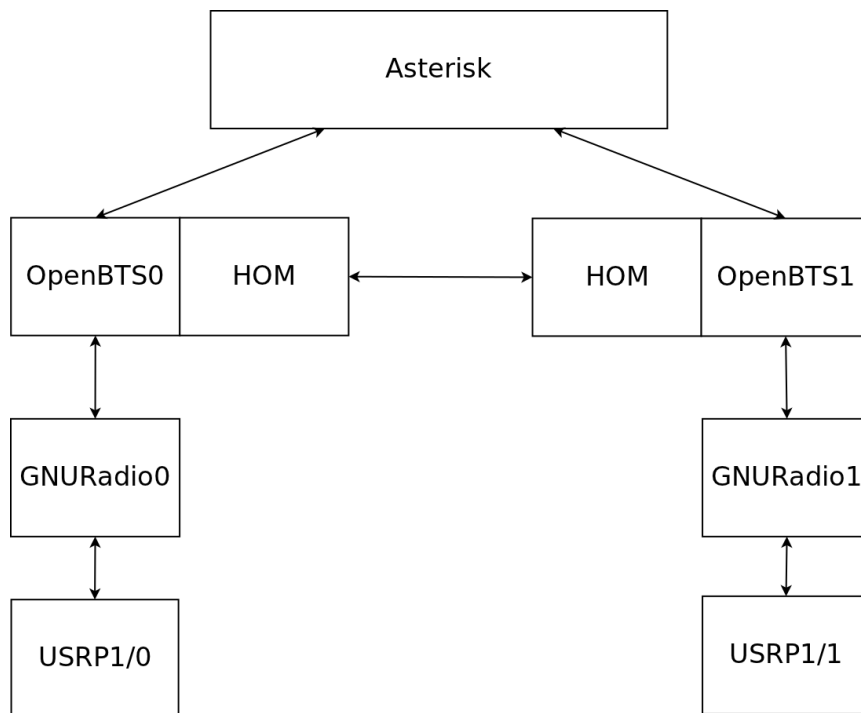 Asterisk
OpenBTS0
HOM
HOM
OpenBTS1
GNURadio0
GNURadio1
USRP1/0
USRP1/1